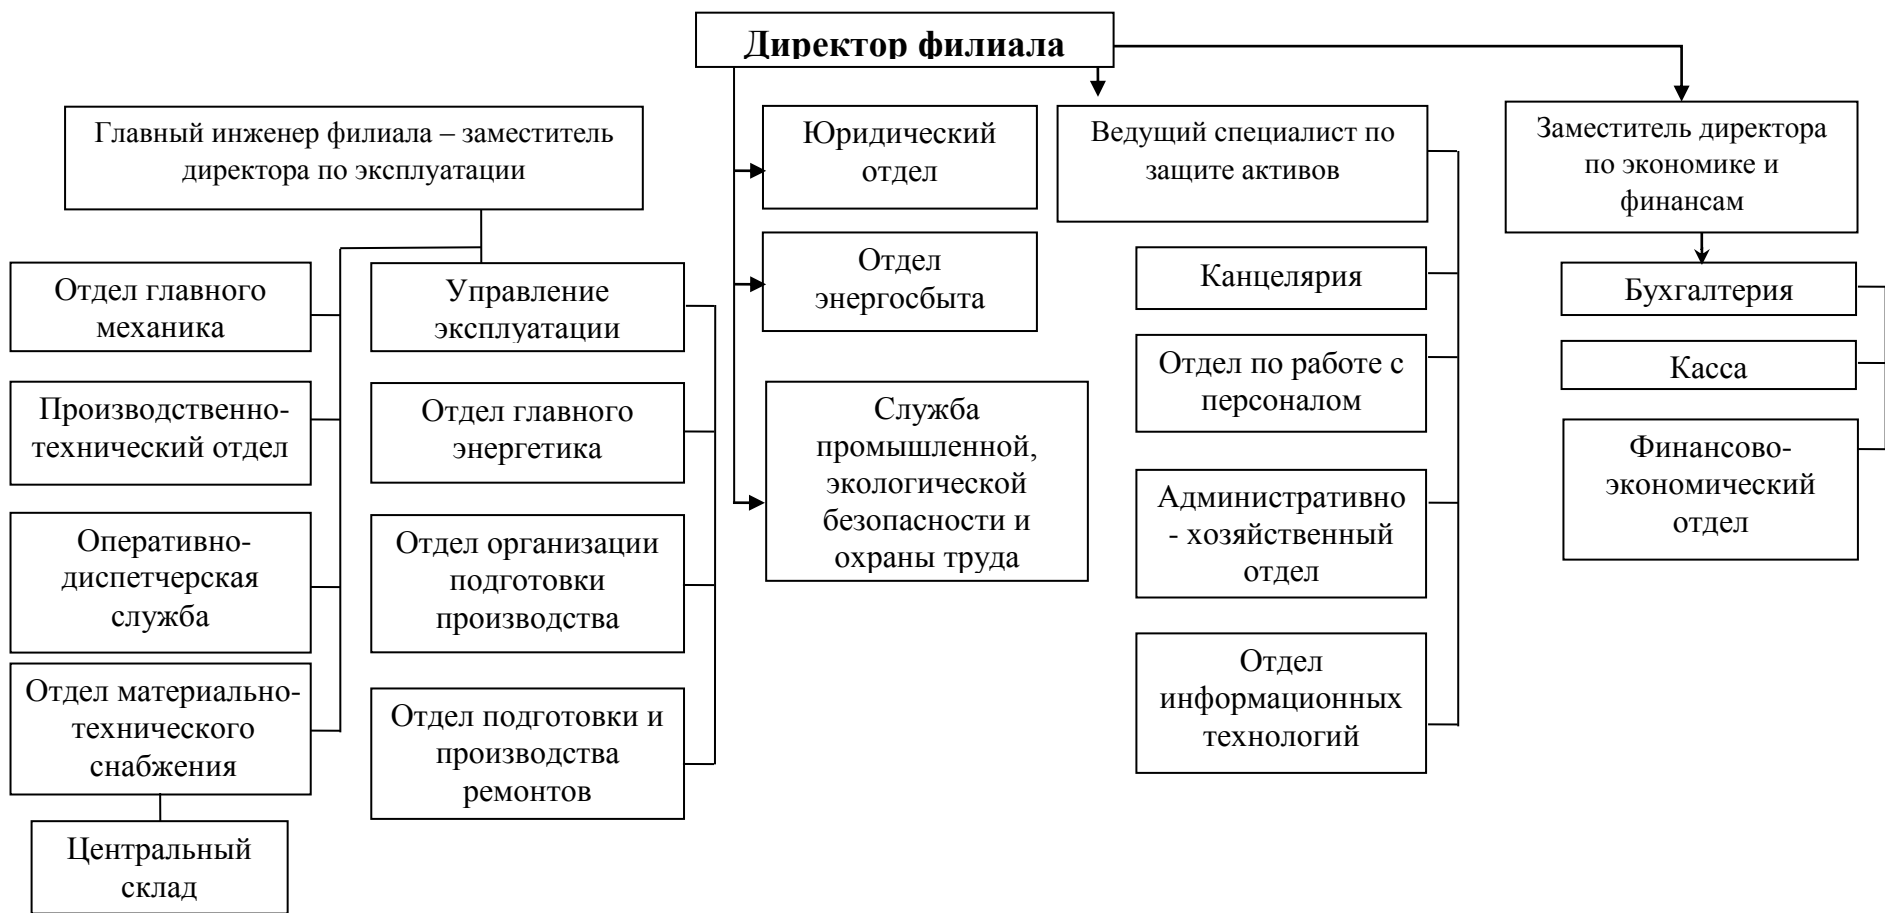 Директор филиала
Главный инженер филиала – заместитель
директора по эксплуатации
Юридический
отдел
Ведущий специалист по
защите активов
Заместитель директора
по экономике и
финансам
Отдел главного
механика
Управление
эксплуатации
Отдел
энергосбыта
Канцелярия
Бухгалтерия
Производственно-
технический отдел
Отдел главного
энергетика
Служба
промышленной,
экологической
безопасности и
охраны труда
Отдел по работе с
персоналом
Касса
Оперативно-
диспетчерская
служба
Отдел организации
подготовки
производства
Административно
- хозяйственный
отдел
Финансово-
экономический
отдел
Отдел материально-
технического
снабжения
Отдел подготовки и
производства
ремонтов
Отдел
информационных
технологий
Центральный
склад